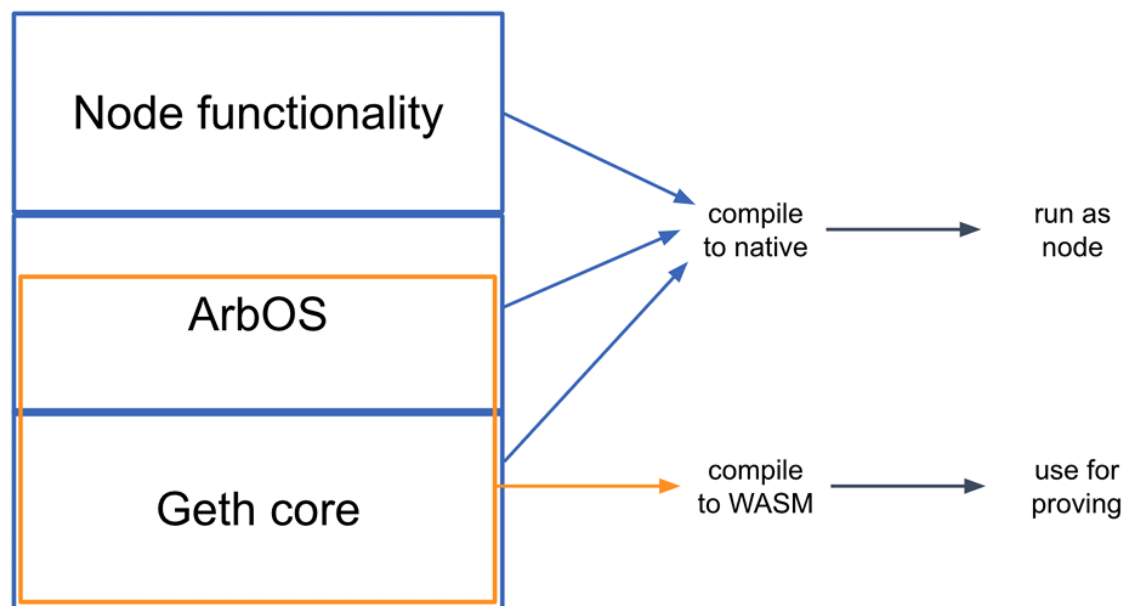 Node functionality
compile
to native
run as
node
ArbOS
Geth core
compile
to WASM
use for
proving